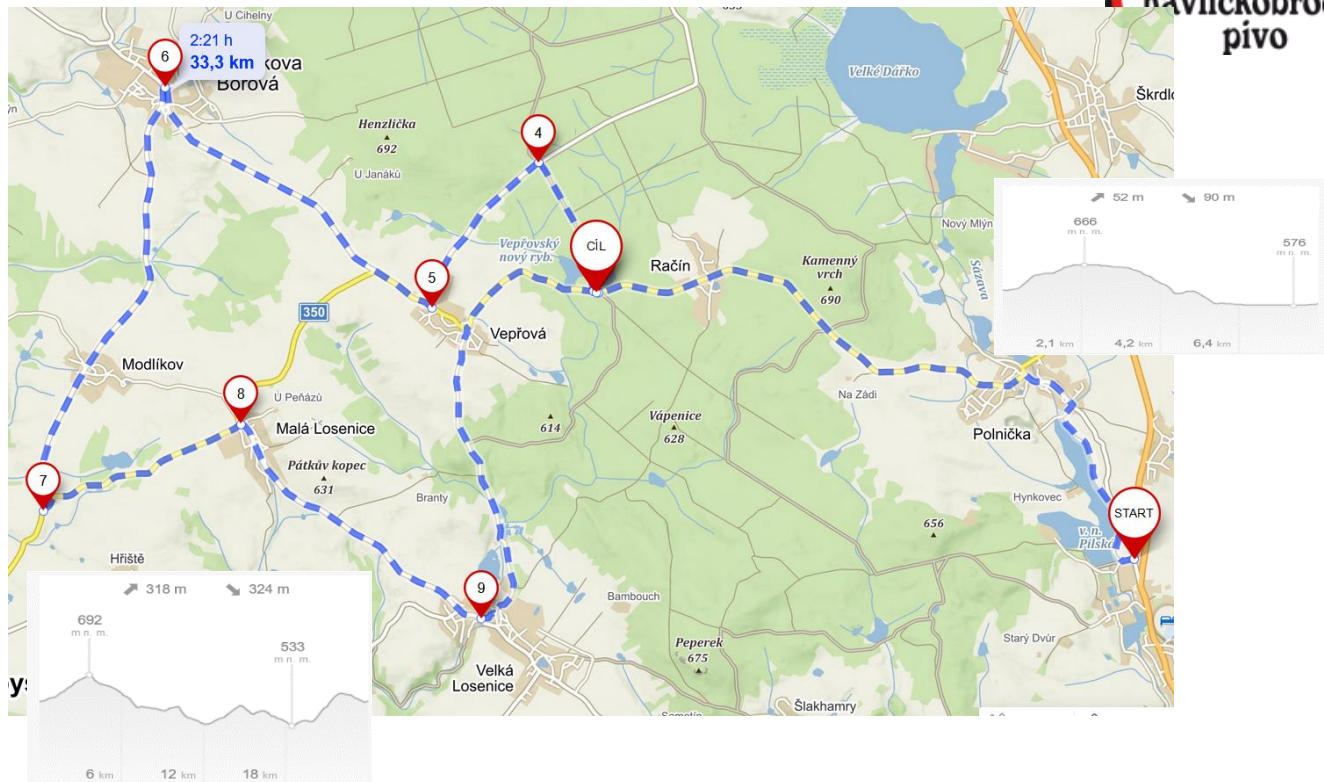 pivo
U Cihelny
2:21 h
33,3 km
6
Borová
Velké Dářko
Henzlička
692
4
U Janáků
Nový Mlýn
Sázava
52 m
90 m
666
m n. m.
576
m n. m.
2,1 km
4,2 km
6,4 km
Vepřovský
nový ryb.
CÍL
Račín
Kamenný
vrch
690
5
350
Vepřová
Modlíkov
8
U Peňázů
Malá Losenice
614
Vápenice
628
Na Zádi
Polnička
Pátkův kopec
631
7
Branty
Hynkovec
656
START
v. n.
Pilská
Hřiště
318 m
324 m
692
m n. m.
533
m n. m.
6 km
12 km
18 km
9
Bambouch
Peperek
675
Starý Dvůr
Velká
Losenice
Šlakhamry